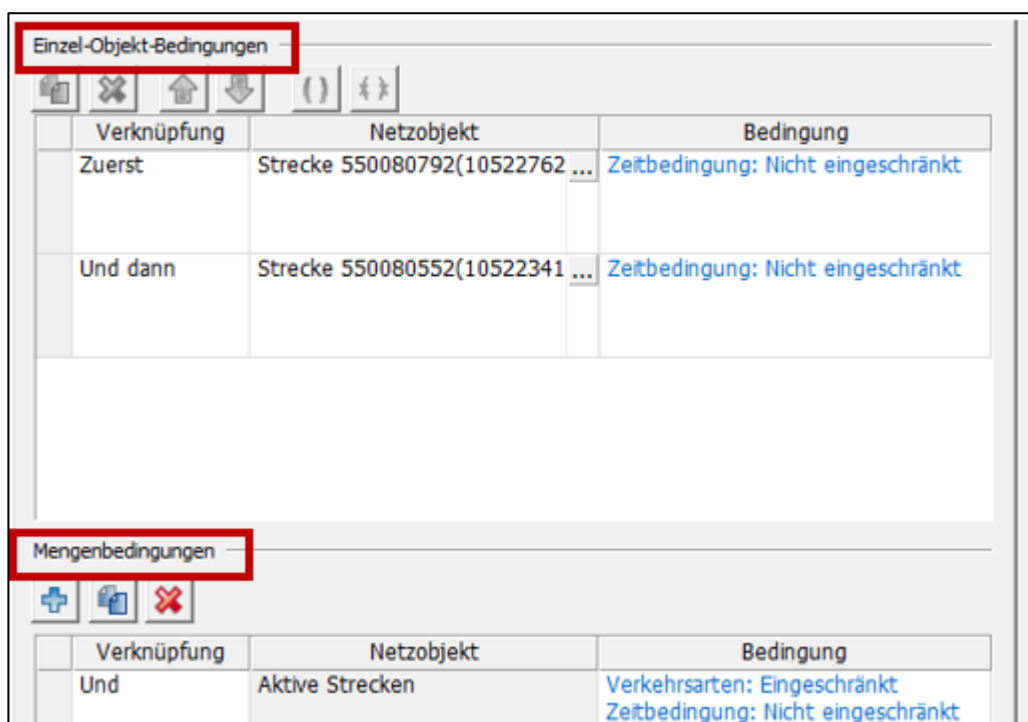 Einzel-Objekt-Bedingungen
Verknüpfung Netzobjekt Bedingung
Zuerst Strecke 550080792(10522762 ... Zeitbedingung: Nicht eingeschränkt
Und dann Strecke 550080552(10522341 ... Zeitbedingung: Nicht eingeschränkt
Mengenbedingungen
Verknüpfung Netzobjekt Bedingung
Und Aktive Strecken Verkehrsarten: Eingeschränkt
Zeitbedingung: Nicht eingeschränkt